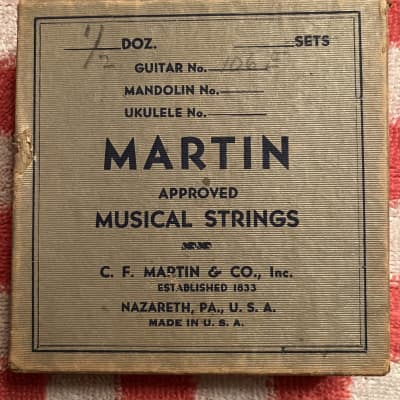 1/2 DOZ. SETS
GUITAR No. 106
MANDOLIN No.
UKULELE No.
MARTIN
APPROVED
MUSICAL STRINGS
C. F. MARTIN & CO., Inc.
ESTABLISHED 1833
NAZARETH, PA., U. S. A.
MADE IN U. S. A.